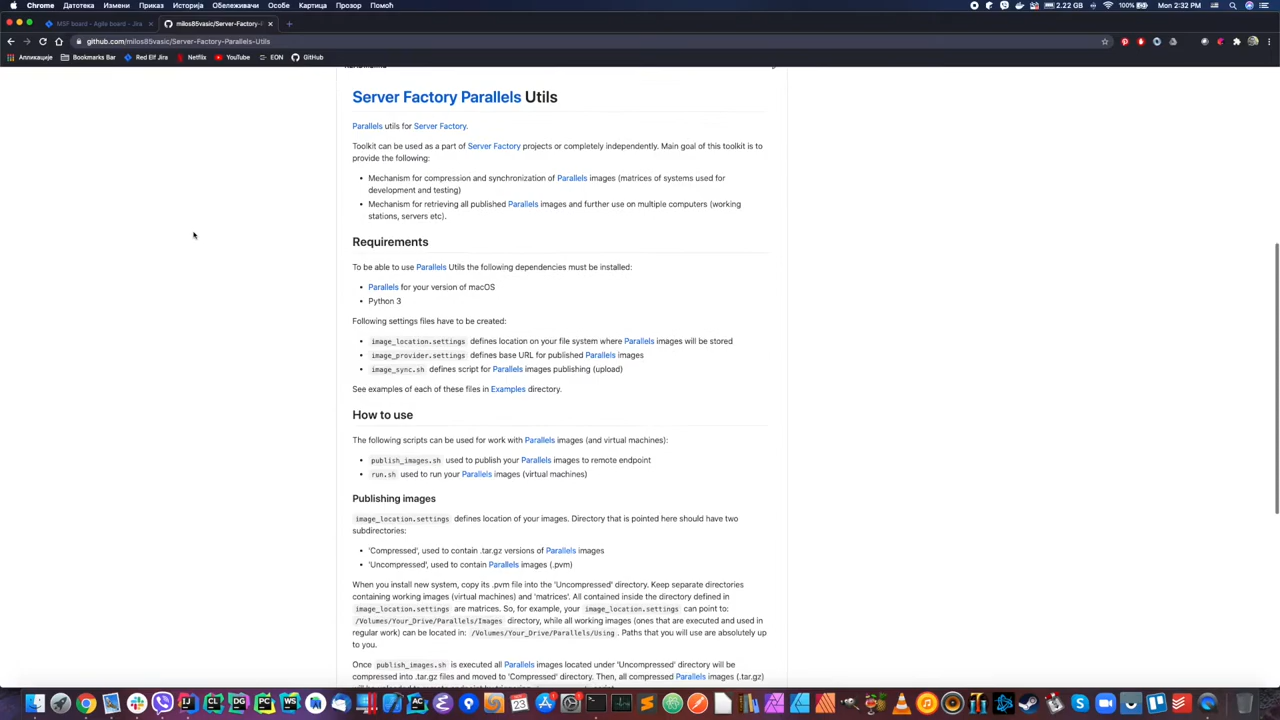 Chrome Датотека Измени Приказ Историја Обележивачи Особе Картица Прозор Помоћ 2.22 GB 100% Mon 2:32 PM
MSF board - Agile board - Jira milos85vasic/Server-Factory-P
github.com/milos85vasic/Server-Factory-Parallels-Utils
Апликације Bookmarks Bar Red Elf Jira Netflix YouTube EON GitHub
Server Factory Parallels Utils
Parallels utils for Server Factory.
Toolkit can be used as a part of Server Factory projects or completely independently. Main goal of this toolkit is to
provide the following:
• Mechanism for compression and synchronization of Parallels images (matrices of systems used for
development and testing)
• Mechanism for retrieving all published Parallels images and further use on multiple computers (working
stations, servers etc).
Requirements
To be able to use Parallels Utils the following dependencies must be installed:
• Parallels for your version of macOS
• Python 3
Following settings files have to be created:
• image_location.settings defines location on your file system where Parallels images will be stored
• image_provider.settings defines base URL for published Parallels images
• image_sync.sh defines script for Parallels images publishing (upload)
See examples of each of these files in Examples directory.
How to use
The following scripts can be used for work with Parallels images (and virtual machines):
• publish_images.sh used to publish your Parallels images to remote endpoint
• run.sh used to run your Parallels images (virtual machines)
Publishing images
image_location.settings defines location of your images. Directory that is pointed here should have two
subdirectories:
• 'Compressed', used to contain .tar.gz versions of Parallels images
• 'Uncompressed', used to contain Parallels images (.pvm)
When you install new system, copy its .pvm file into the 'Uncompressed' directory. Keep separate directories
containing working images (virtual machines) and 'matrices'. All contained inside the directory defined in
image_location.settings are matrices. So, for example, your image_location.settings can point to:
/Volumes/Your_Drive/Parallels/Images directory, while all working images (ones that are executed and used in
regular work) can be located in: /Volumes/Your_Drive/Parallels/Using . Paths that you will use are absolutely up
to you.
Once publish_images.sh is executed all Parallels images located under 'Uncompressed' directory will be
compressed into .tar.gz files and moved to 'Compressed' directory. Then, all compressed Parallels images (.tar.gz)